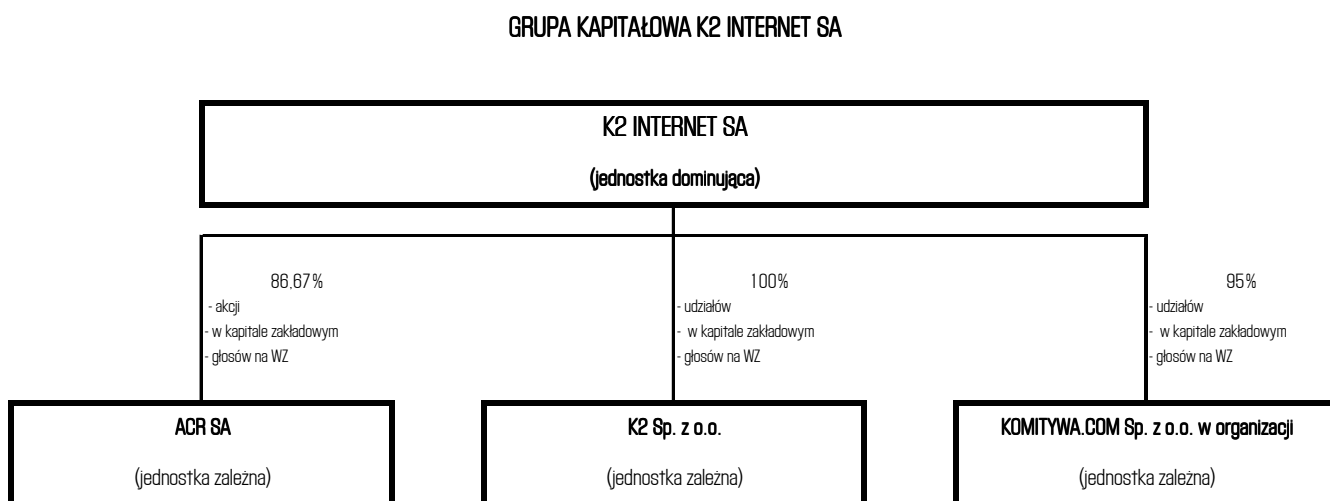 GRUPA KAPITAŁOWA K2 INTERNET SA
K2 INTERNET SA
(jednostka dominująca)
86,67%
- akcji
- w kapitale zakładowym
- głosów na WZ
100%
- udziałów
- w kapitale zakładowym
- głosów na WZ
95%
- udziałów
- w kapitale zakładowym
- głosów na WZ
ACR SA
(jednostka zależna)
K2 Sp. z o.o.
(jednostka zależna)
KOMITYWA.COM Sp. z o.o. w organizacji
(jednostka zależna)